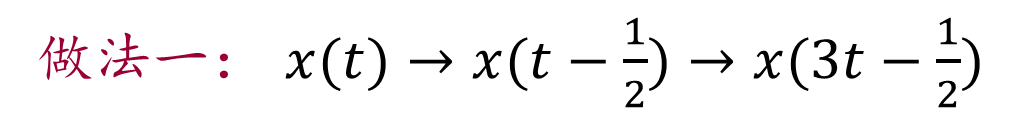 做法一： x(t) → x(t − 1/2) → x(3t − 1/2)